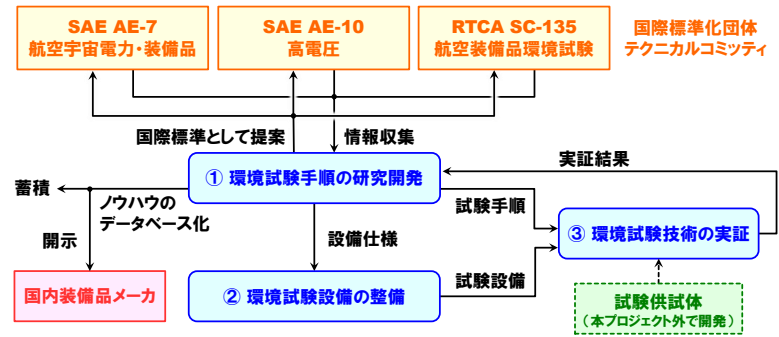 SAE AE-7
航空宇宙電力・装備品
SAE AE-10
高電圧
RTCA SC-135
航空装備品環境試験
国際標準化団体
テクニカルコミッティ
国際標準として提案
情報収集
実証結果
① 環境試験手順の研究開発
蓄積
ノウハウの
データベース化
試験手順
開示
設備仕様
③ 環境試験技術の実証
国内装備品メーカ
② 環境試験設備の整備
試験設備
試験供試体
（本プロジェクト外で開発）